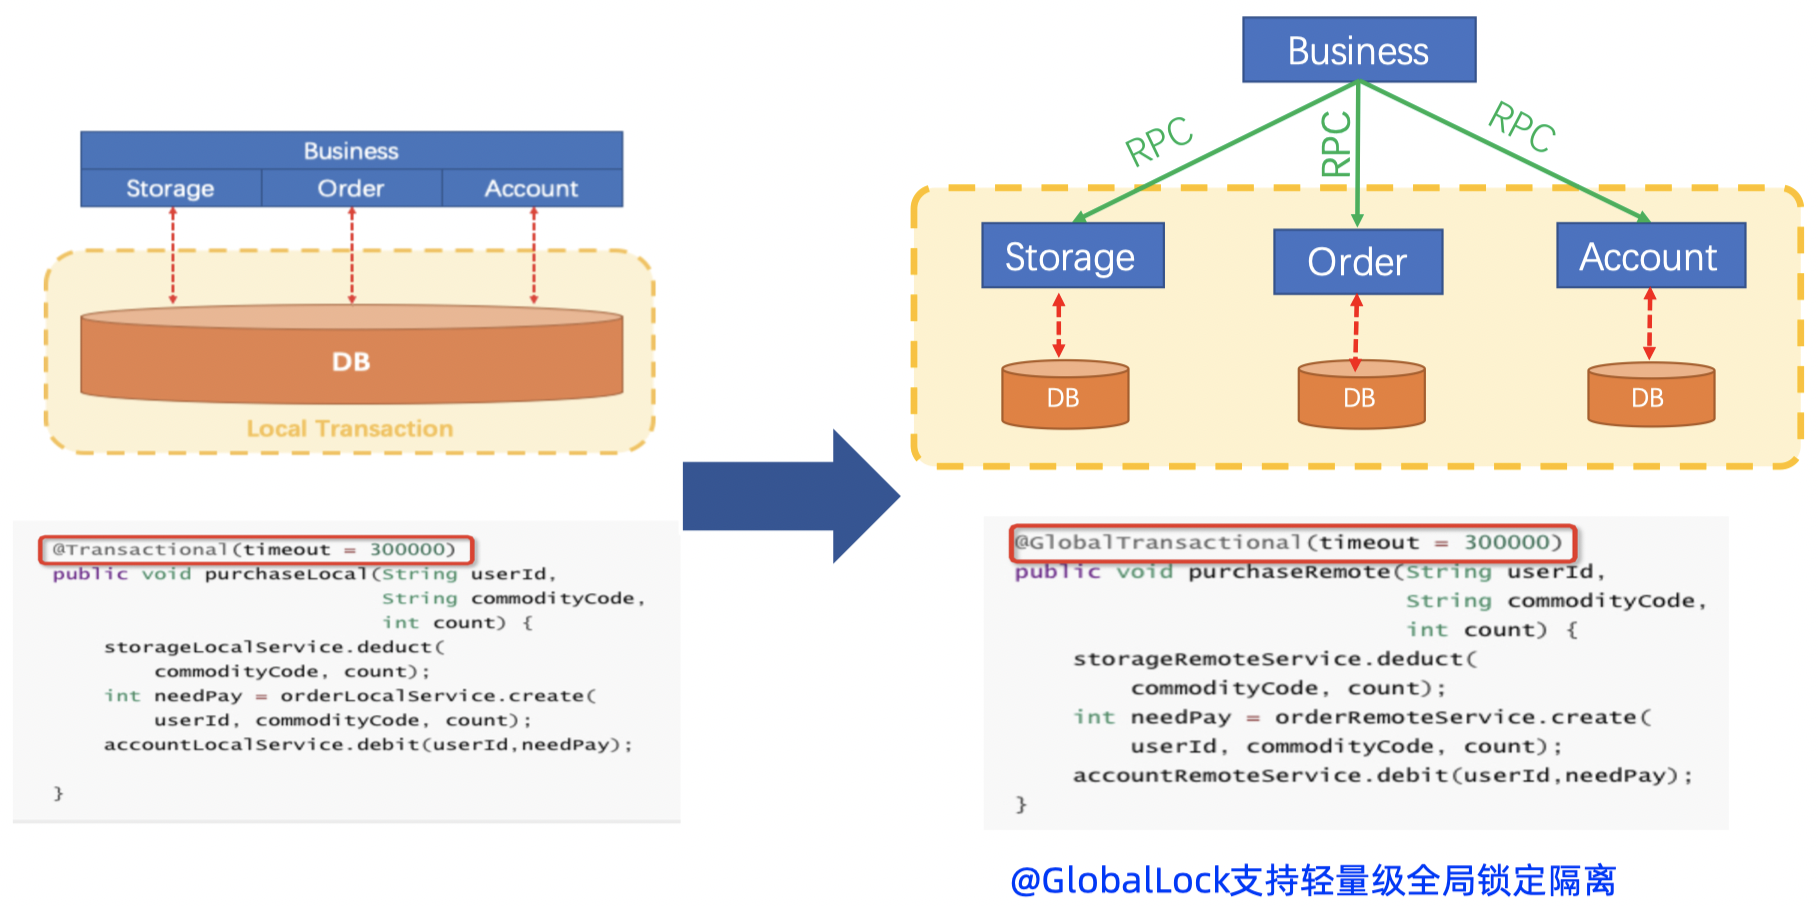 Business
Storage
Order
Account
DB
Local Transaction
@Transactional(timeout = 300000)
public void purchaseLocal(String userId,
String commodityCode,
int count) {
storageLocalService.deduct(
commodityCode, count);
int needPay = orderLocalService.create(
userId, commodityCode, count);
accountLocalService.debit(userId,needPay);
}
Business
RPC
RPC
RPC
Storage
Order
Account
DB
DB
DB
@GlobalTransactional(timeout = 300000)
public void purchaseRemote(String userId,
String commodityCode,
int count) {
storageRemoteService.deduct(
commodityCode, count);
int needPay = orderRemoteService.create(
userId, commodityCode, count);
accountRemoteService.debit(userId,needPay);
}
@GlobalLock支持轻量级全局锁定隔离